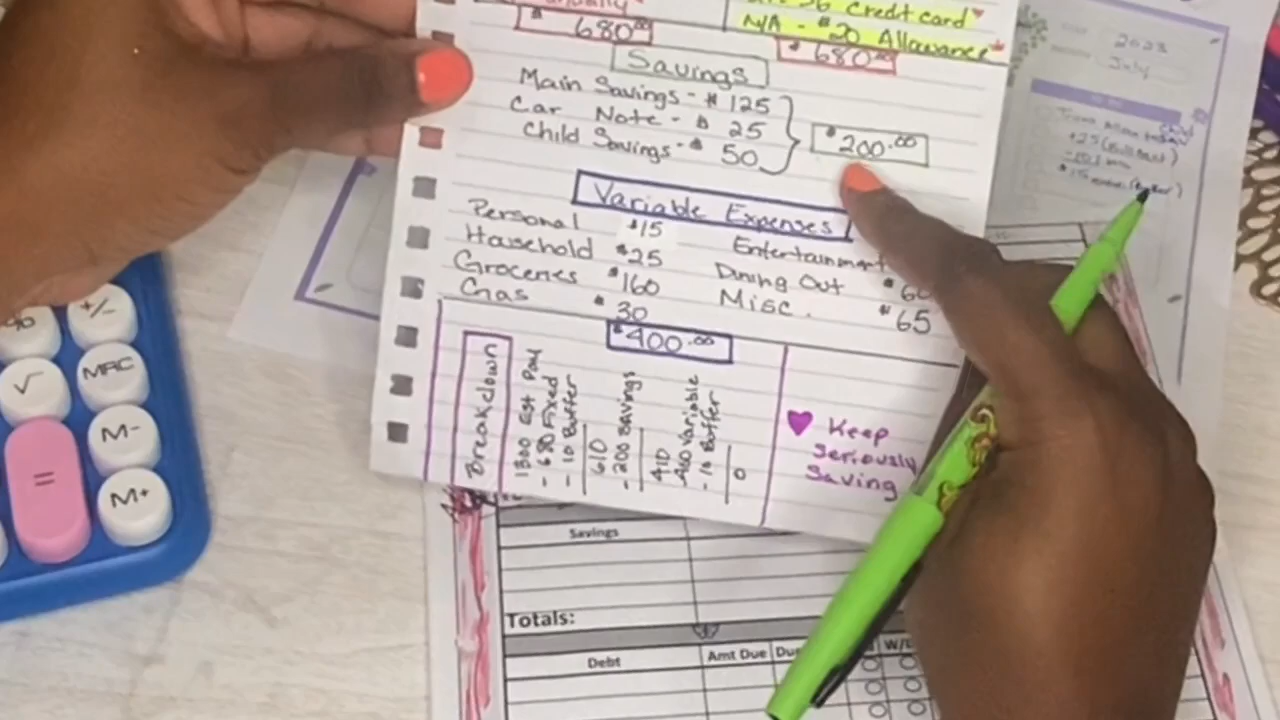 $ 680.00
Credit card
N/A - $20 Allowance
$ 680.00
Savings
Main Savings - $ 125
Car Note - $ 25
Child Savings - $ 50
$200.00
Variable Expenses
Personal $15
Household $25
Groceries $160
Gas $30
Entertainment
Dining Out $60
Misc. $65
$400.00
Breakdown
1300 Est Pay
- 680 Fixed
- 10 Buffer
610
- 200 Savings
410
400 Variable
- 10 Buffer
0
Keep
Seriously
Saving
% +/-
√ MRC
M-
=
M+
2023
July
Savings
Totals:
Debt Amt Due